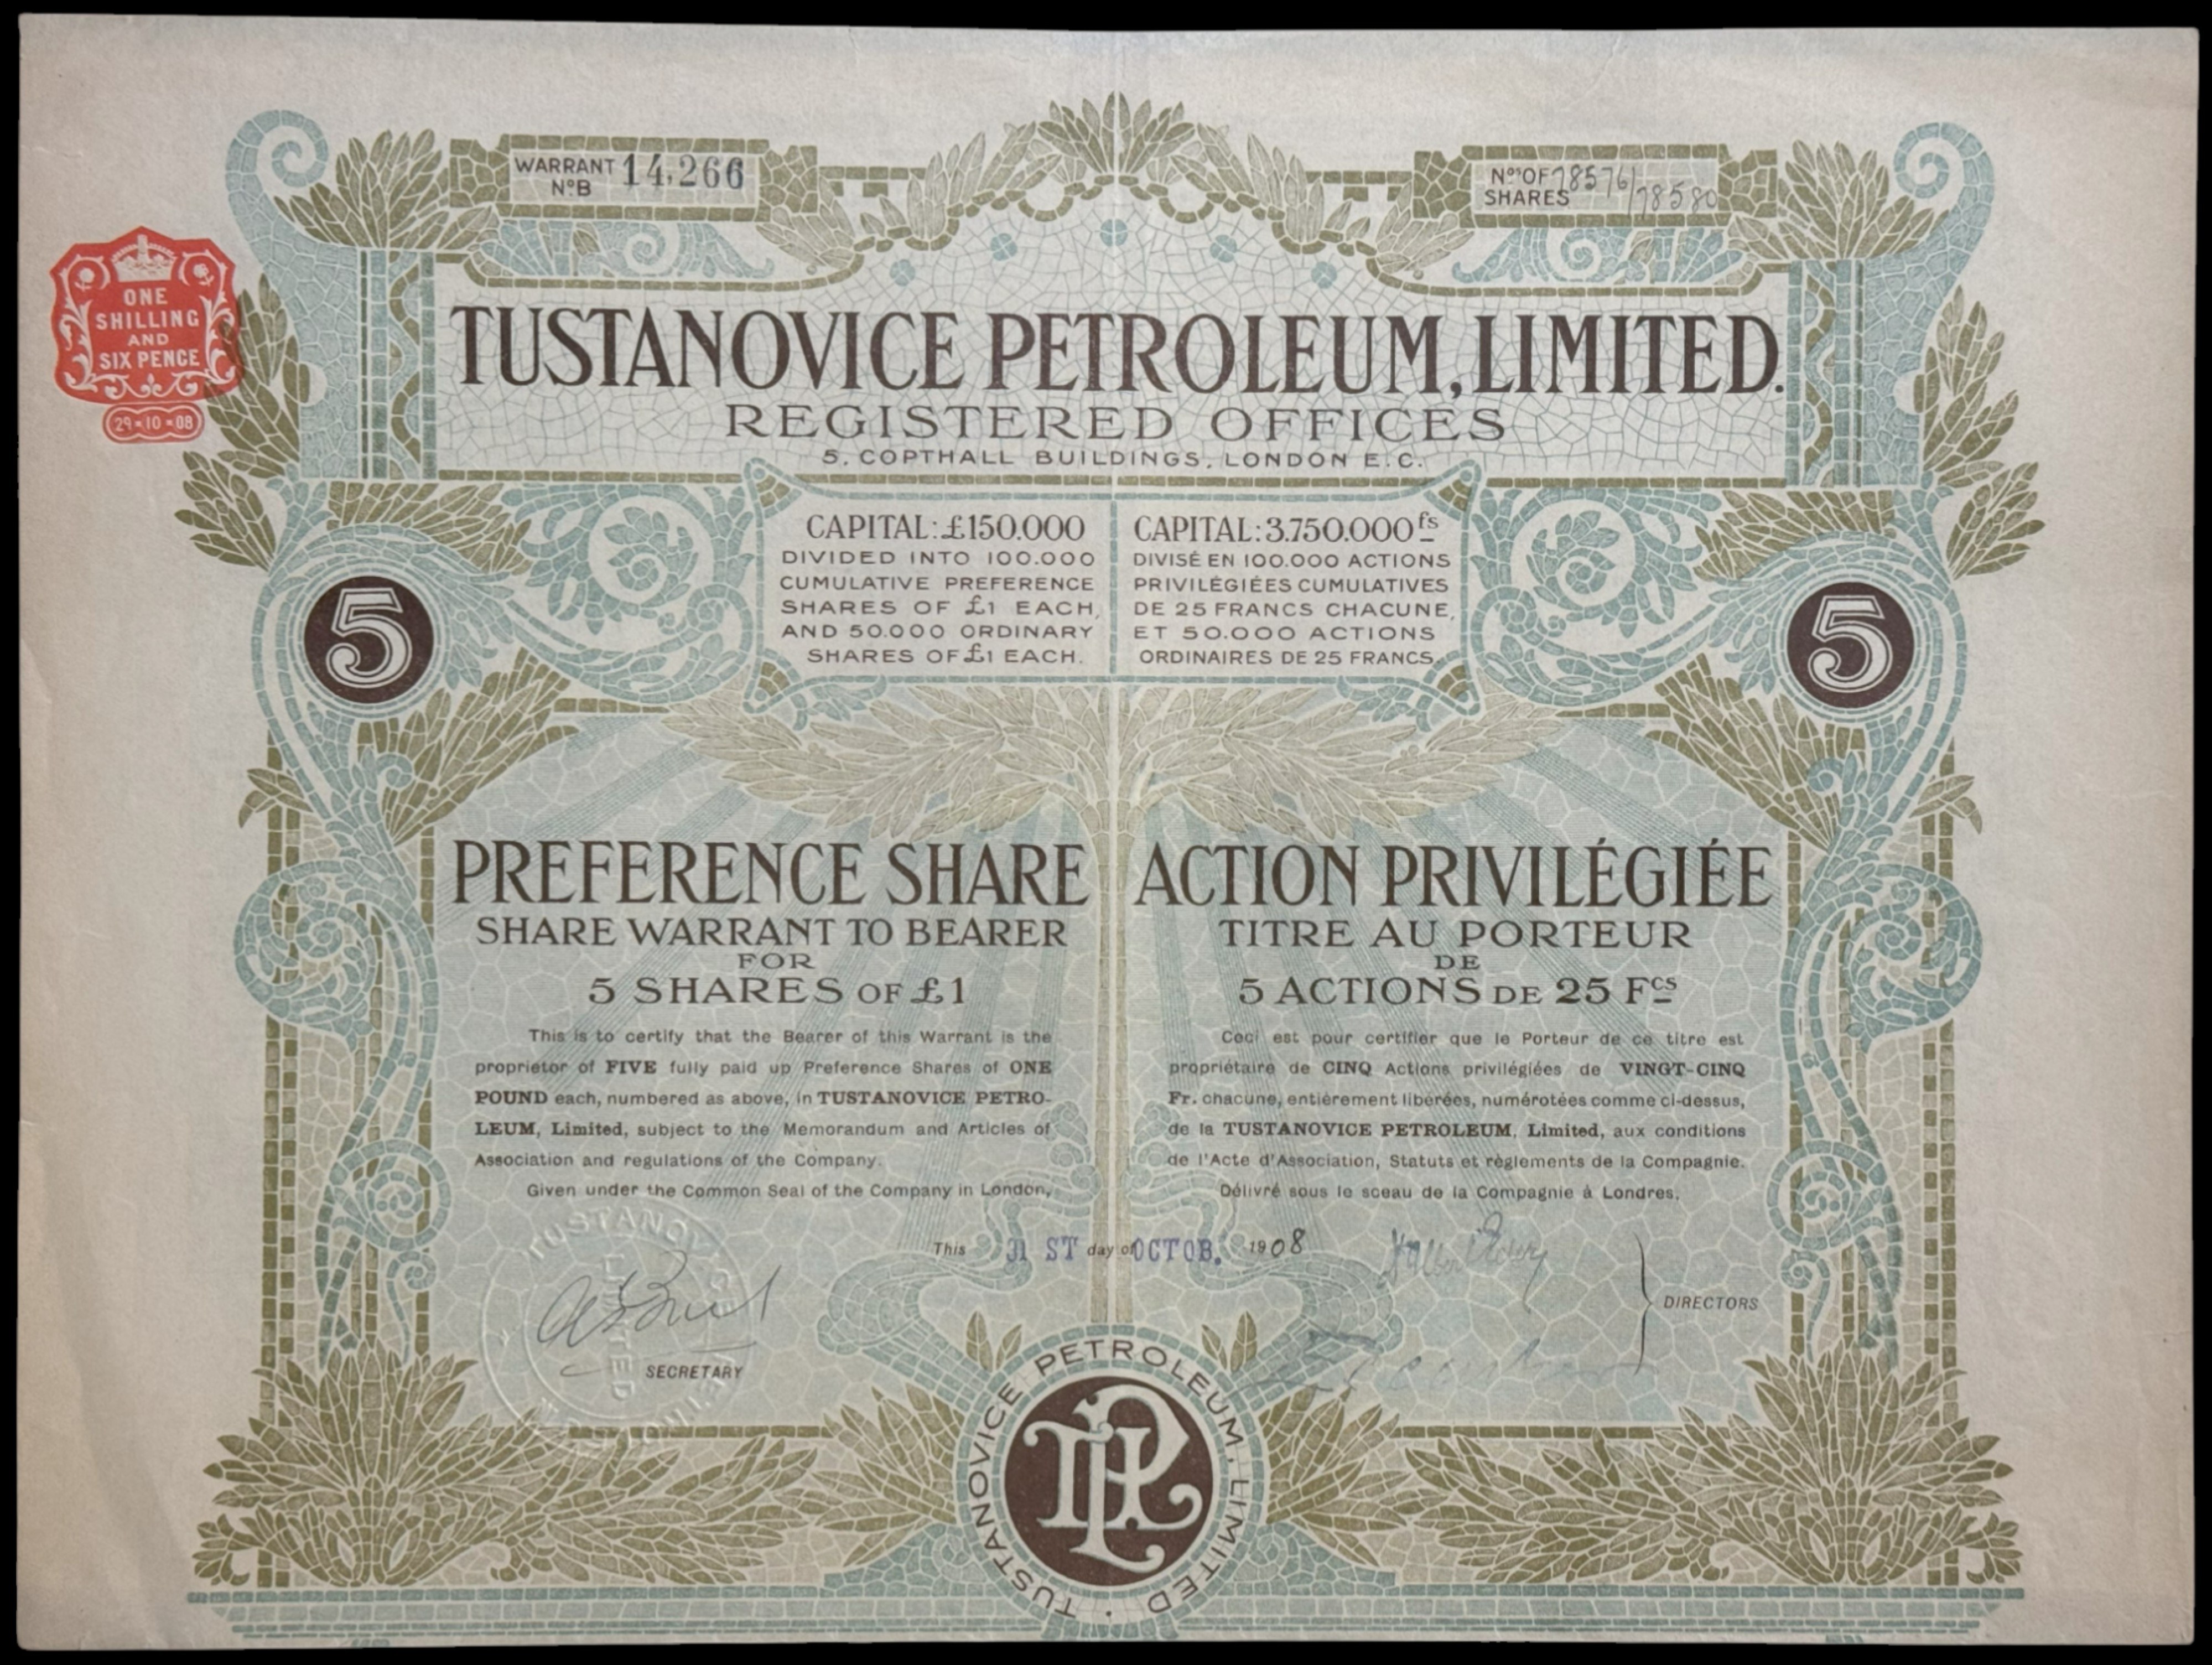 WARRANT
NºB 14,266
Nºˢ OF
SHARES 78576/78580
ONE
SHILLING
AND
SIX PENCE
29·10·08
TUSTANOVICE PETROLEUM, LIMITED.
REGISTERED OFFICES
5, COPTHALL BUILDINGS, LONDON E.C.
CAPITAL: £150.000
DIVIDED INTO 100.000
CUMULATIVE PREFERENCE
SHARES OF £1 EACH,
AND 50.000 ORDINARY
SHARES OF £1 EACH.
CAPITAL: 3.750.000 fs
DIVISÉ EN 100.000 ACTIONS
PRIVILÉGIÉES CUMULATIVES
DE 25 FRANCS CHACUNE,
ET 50.000 ACTIONS
ORDINAIRES DE 25 FRANCS.
5
5
PREFERENCE SHARE
SHARE WARRANT TO BEARER
FOR
5 SHARES OF £1
This is to certify that the Bearer of this Warrant is the
proprietor of FIVE fully paid up Preference Shares of ONE
POUND each, numbered as above, in TUSTANOVICE PETRO-
LEUM, Limited, subject to the Memorandum and Articles of
Association and regulations of the Company.
Given under the Common Seal of the Company in London,
ACTION PRIVILÉGIÉE
TITRE AU PORTEUR
DE
5 ACTIONS DE 25 Fcs
Ceci est pour certifier que le Porteur de ce titre est
propriétaire de CINQ Actions privilégiées de VINGT-CINQ
Fr. chacune, entièrement libérées, numérotées comme ci-dessus,
de la TUSTANOVICE PETROLEUM, Limited, aux conditions
de l'Acte d'Association, Statuts et règlements de la Compagnie.
Délivré sous le sceau de la Compagnie à Londres,
This 31 ST day of OCTOB. 1908
SECRETARY
DIRECTORS
TUSTANOVICE PETROLEUM, LIMITED
TPL